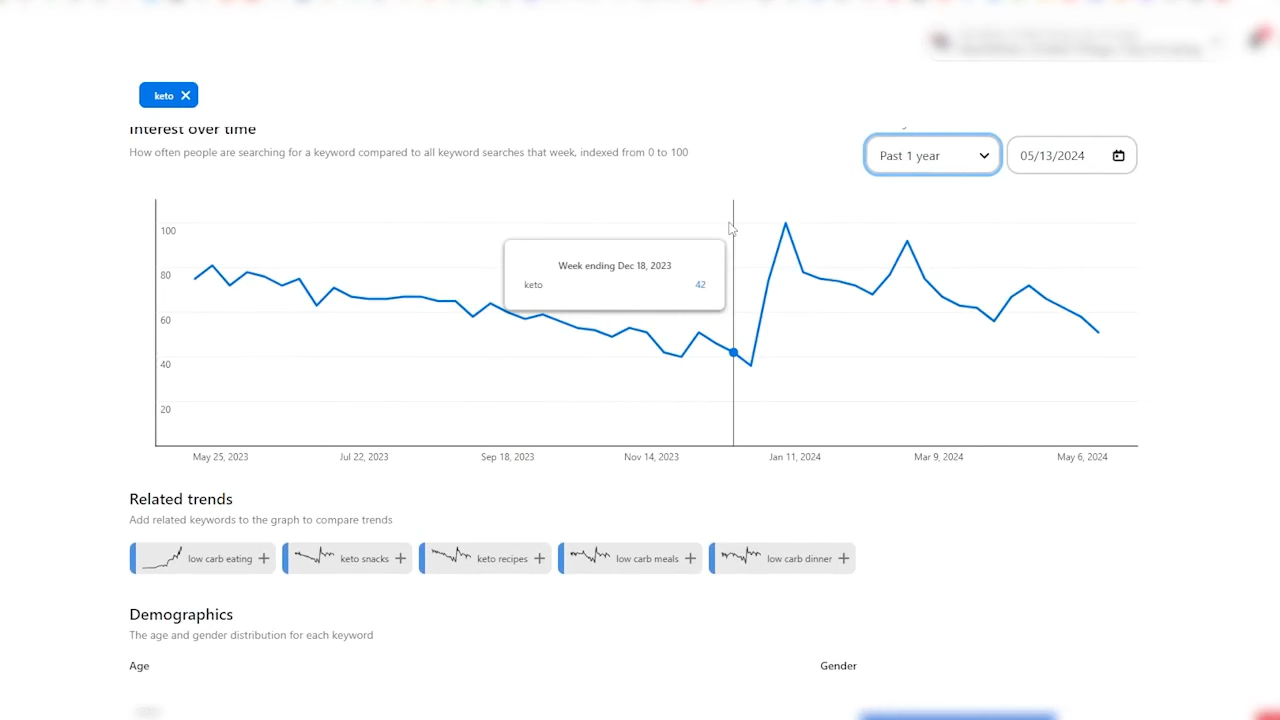 keto
Interest over time
How often people are searching for a keyword compared to all keyword searches that week, indexed from 0 to 100
Past 1 year
05/13/2024
100
80
60
40
20
Week ending Dec 18, 2023
keto 42
May 25, 2023 Jul 22, 2023 Sep 18, 2023 Nov 14, 2023 Jan 11, 2024 Mar 9, 2024 May 6, 2024
Related trends
Add related keywords to the graph to compare trends
low carb eating + keto snacks + keto recipes + low carb meals + low carb dinner +
Demographics
The age and gender distribution for each keyword
Age Gender